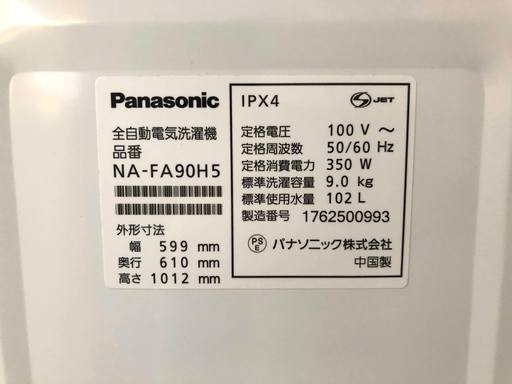 Panasonic
全自動電気洗濯機
品番
NA-FA90H5
外形寸法
幅 599 mm
奥行 610 mm
高さ 1012 mm
IPX4
S JET
定格電圧 100 V ～
定格周波数 50/60 Hz
定格消費電力 350 W
標準洗濯容量 9.0 kg
標準使用水量 102 L
製造番号 1762500993
PS E パナソニック株式会社
中国製